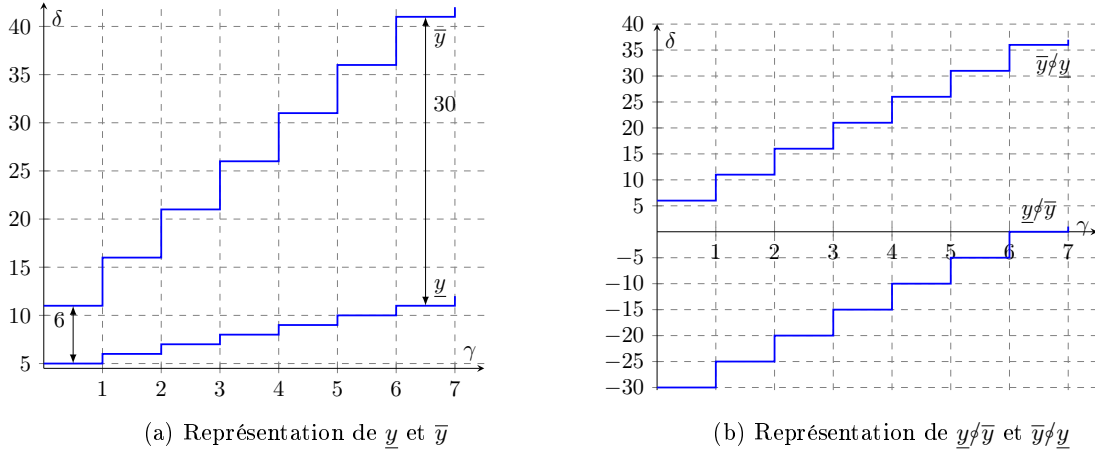 δ
40
35
30
25
20
15
10
5
y̅
30
y̲
6
γ
1 2 3 4 5 6 7
(a) Représentation de y̲ et y̅
40
35
30
25
20
15
10
5
−5
−10
−15
−20
−25
−30
δ
y̅∮̸y̲
y̲∮̸y̅
γ
1 2 3 4 5 6 7
(b) Représentation de y̲∮̸y̅ et y̅∮̸y̲